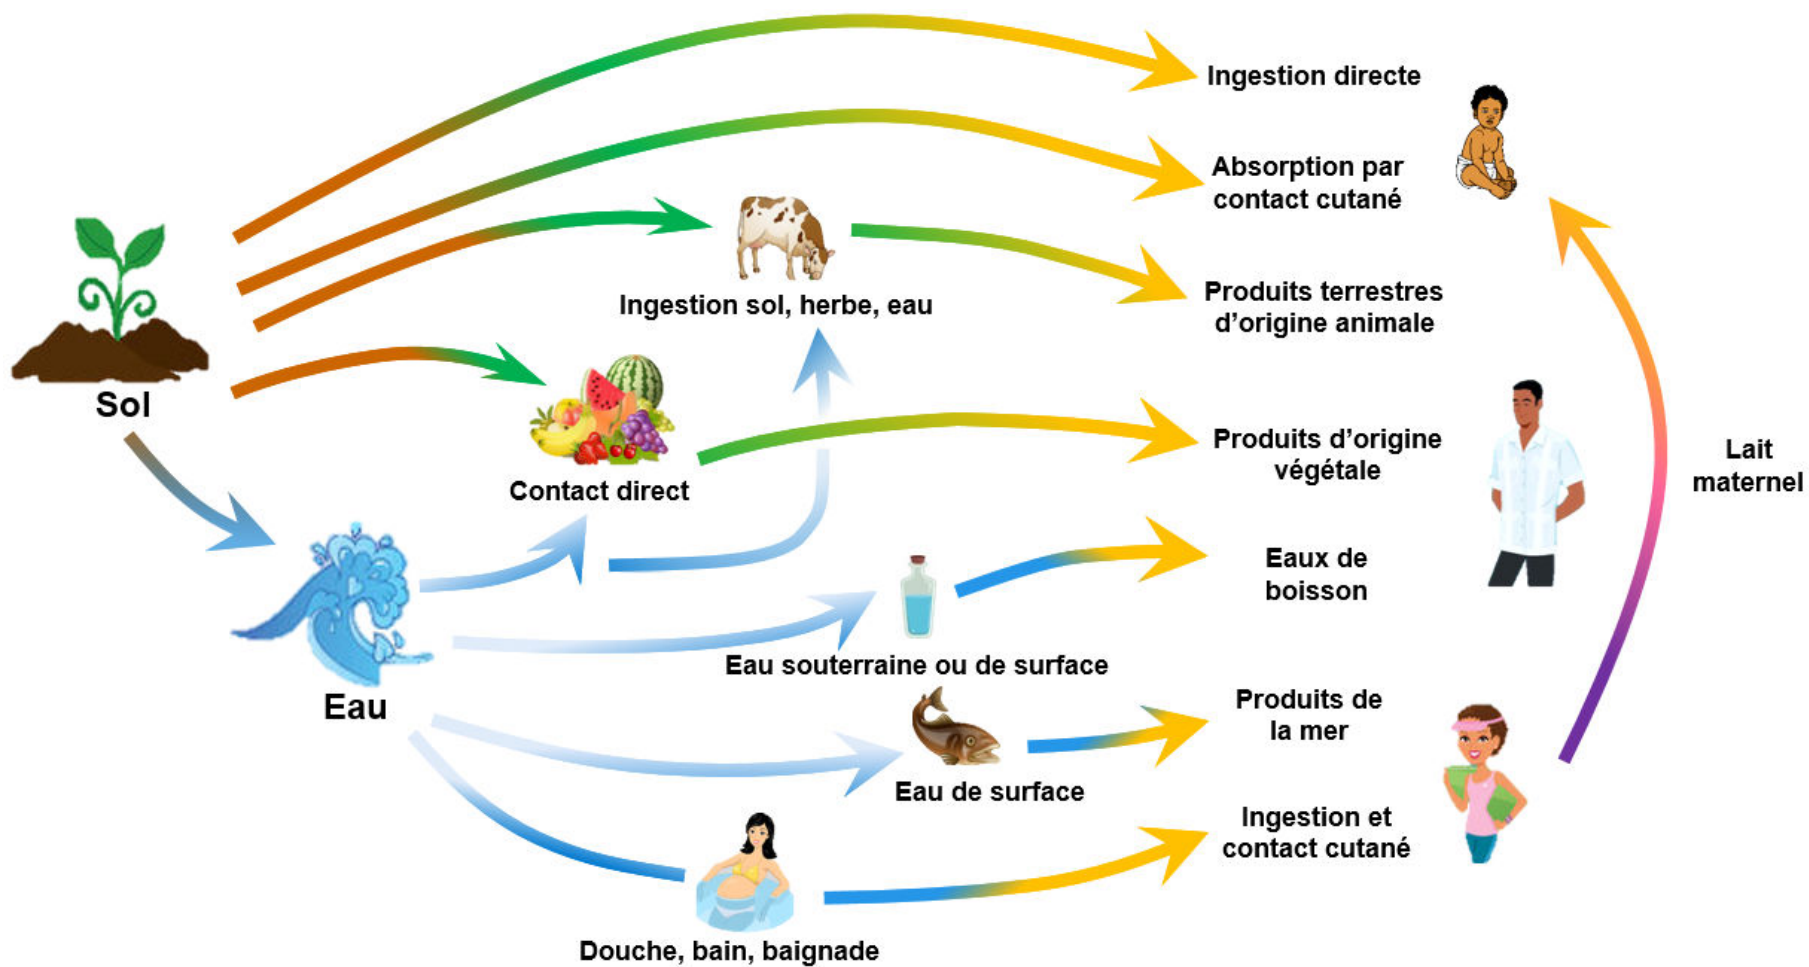 Ingestion directe
Absorption par
contact cutané
Ingestion sol, herbe, eau
Produits terrestres
d'origine animale
Sol
Contact direct
Produits d'origine
végétale
Lait
maternel
Eaux de
boisson
Eau souterraine ou de surface
Eau
Produits de
la mer
Eau de surface
Ingestion et
contact cutané
Douche, bain, baignade